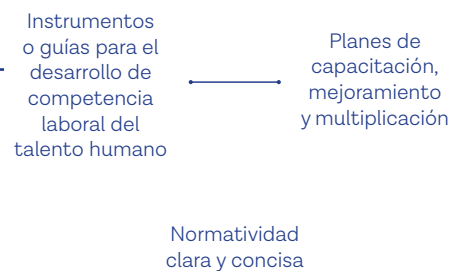 Instrumentos
o guías para el
desarrollo de
competencia
laboral del
talento humano
Planes de
capacitación,
mejoramiento
y multiplicación
Normatividad
clara y concisa